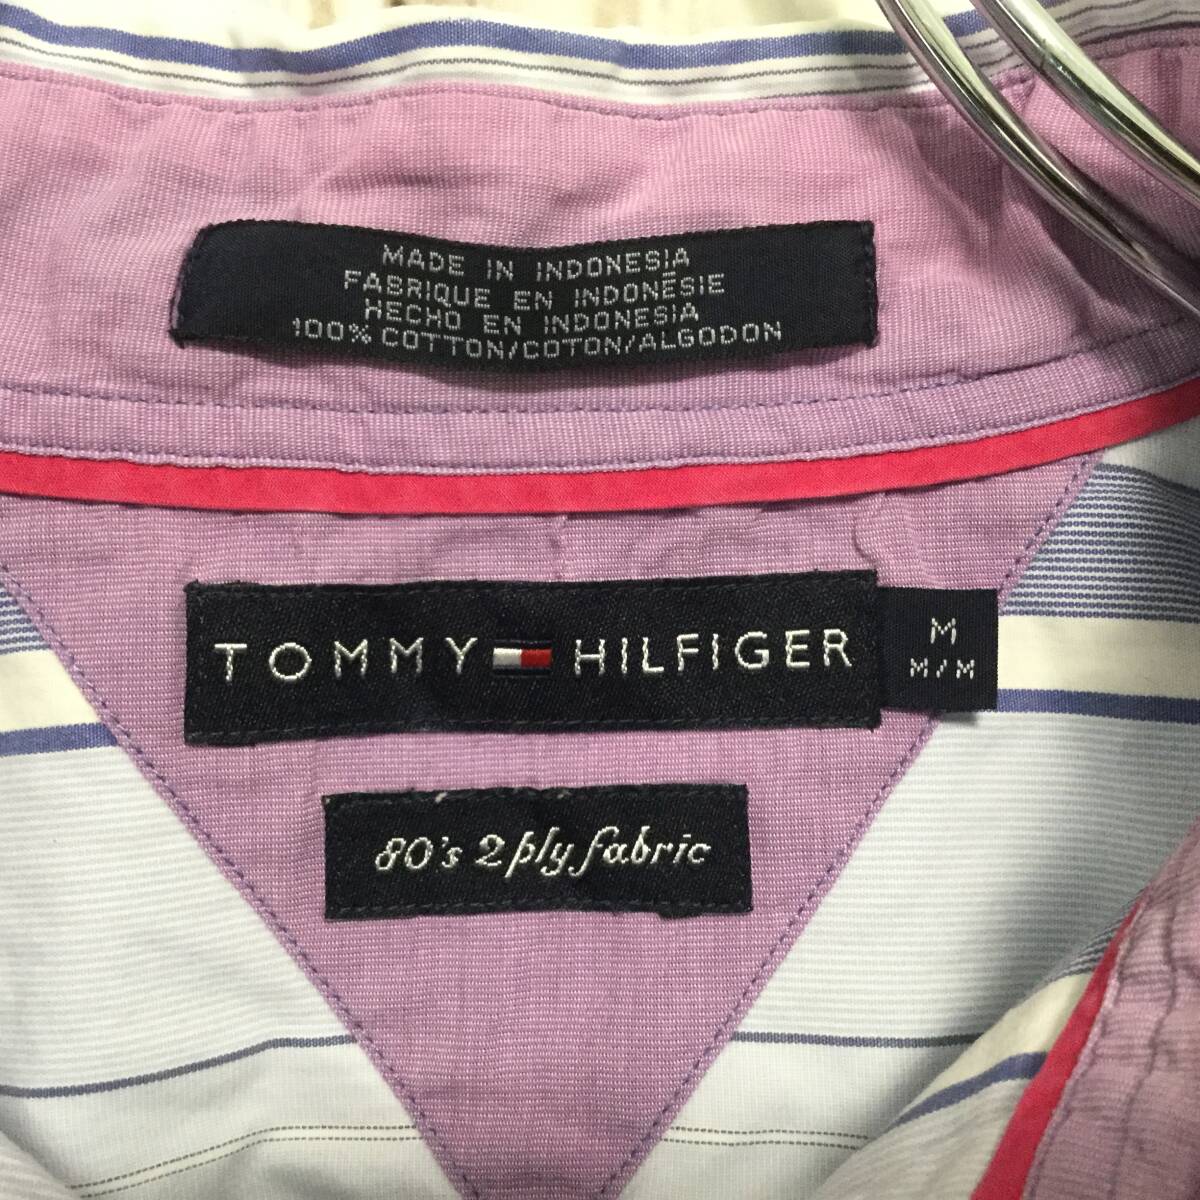 MADE IN INDONESIA
FABRIQUE EN INDONÉSIE
HECHO EN INDONESIA
100% COTTON/COTON/ALGODON
TOMMY HILFIGER
M
M/M
80's 2 ply fabric